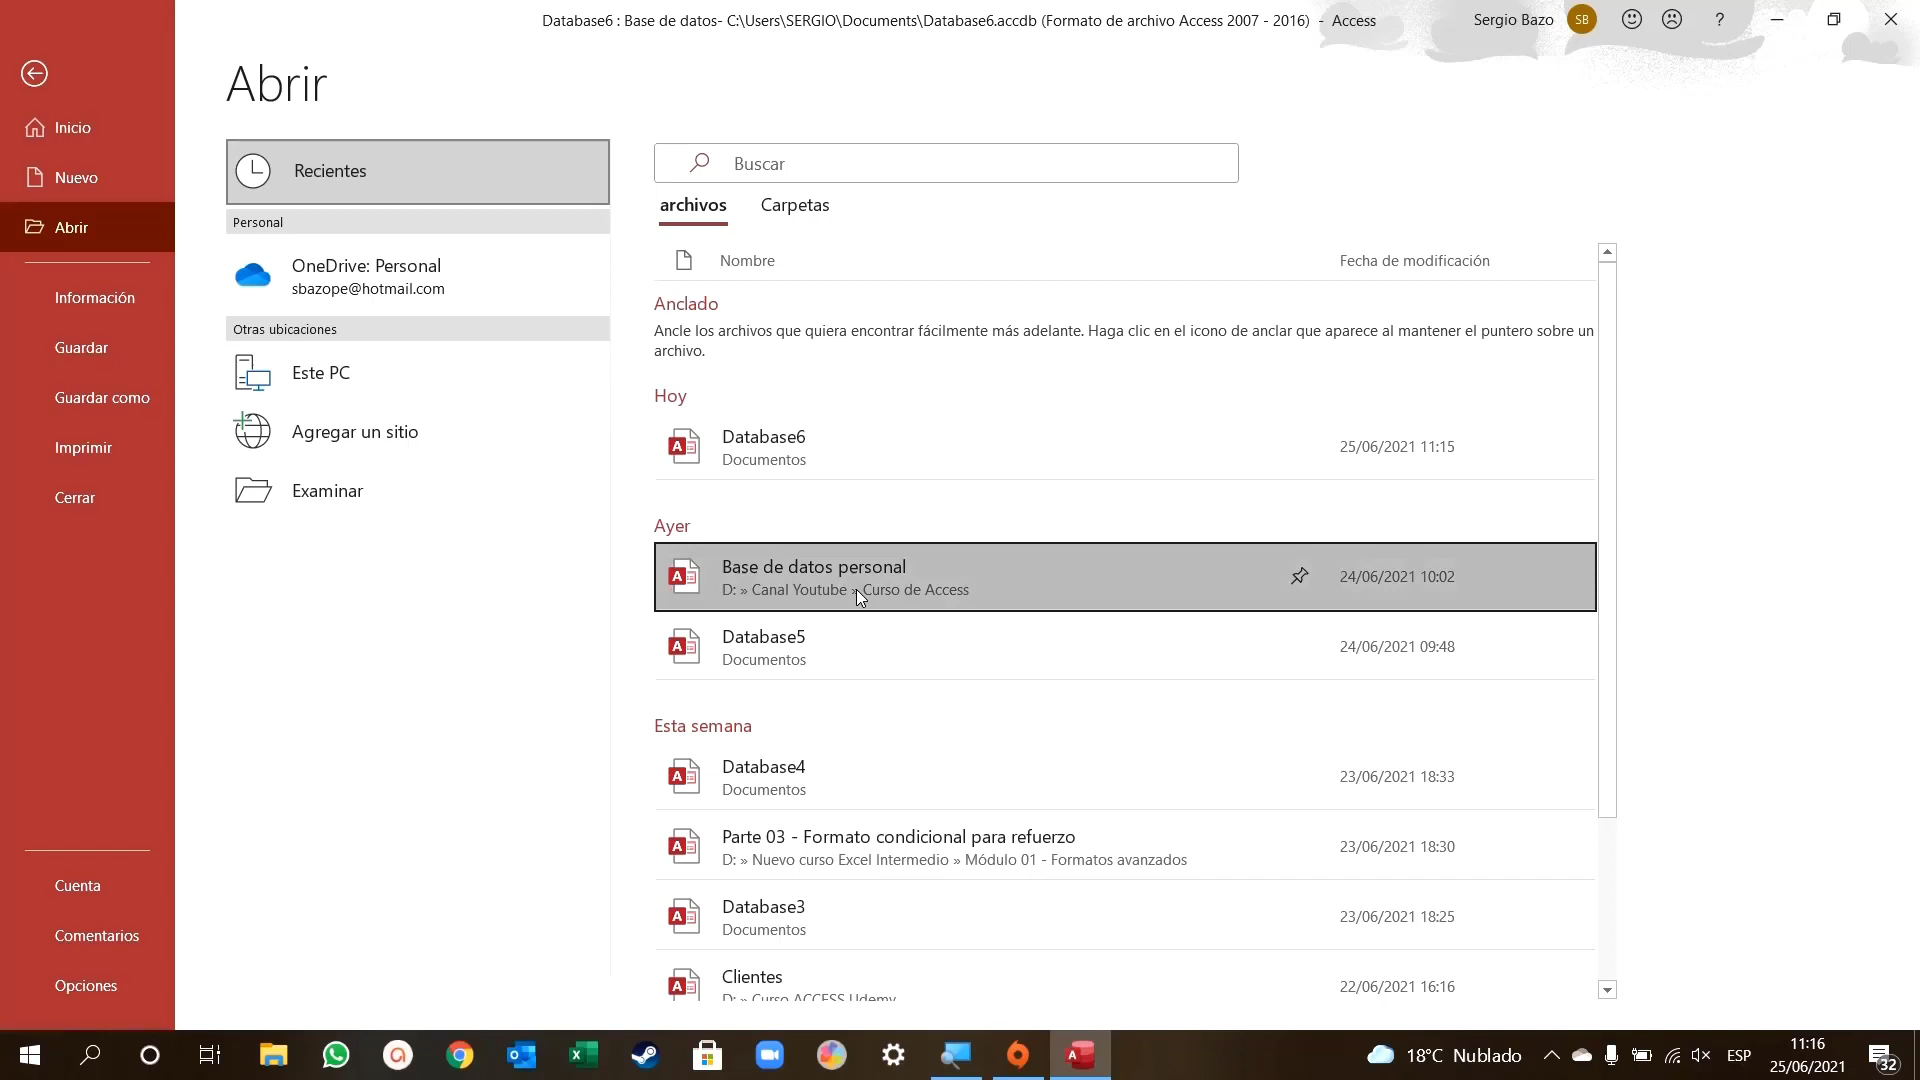 Database6 : Base de datos- C:\Users\SERGIO\Documents\Database6.accdb (Formato de archivo Access 2007 - 2016)  -  Access
Sergio Bazo
SB
?
Abrir
Inicio
Nuevo
Abrir
Información
Guardar
Guardar como
Imprimir
Cerrar
Cuenta
Comentarios
Opciones
Recientes
Personal
OneDrive: Personal
sbazope@hotmail.com
Otras ubicaciones
Este PC
Agregar un sitio
Examinar
Buscar
archivos
Carpetas
Nombre
Fecha de modificación
Anclado
Ancle los archivos que quiera encontrar fácilmente más adelante. Haga clic en el icono de anclar que aparece al mantener el puntero sobre un
archivo.
Hoy
Database6
Documentos
25/06/2021 11:15
Ayer
Base de datos personal
D: » Canal Youtube » Curso de Access
24/06/2021 10:02
Database5
Documentos
24/06/2021 09:48
Esta semana
Database4
Documentos
23/06/2021 18:33
Parte 03 - Formato condicional para refuerzo
D: » Nuevo curso Excel Intermedio » Módulo 01 - Formatos avanzados
23/06/2021 18:30
Database3
Documentos
23/06/2021 18:25
Clientes
D: » Curso ACCESS Udemy
22/06/2021 16:16
18°C Nublado
ESP
11:16
25/06/2021
32